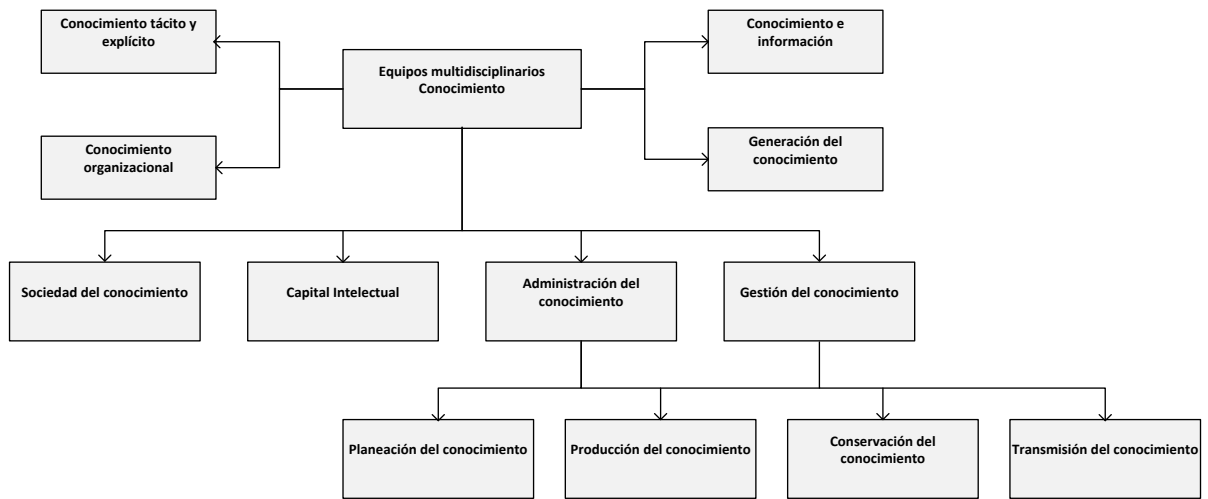 Conocimiento tácito y
explícito
Conocimiento e
información
Equipos multidisciplinarios
Conocimiento
Conocimiento
organizacional
Generación del
conocimiento
Sociedad del conocimiento
Capital Intelectual
Administración del
conocimiento
Gestión del conocimiento
Planeación del conocimiento
Producción del conocimiento
Conservación del
conocimiento
Transmisión del conocimiento